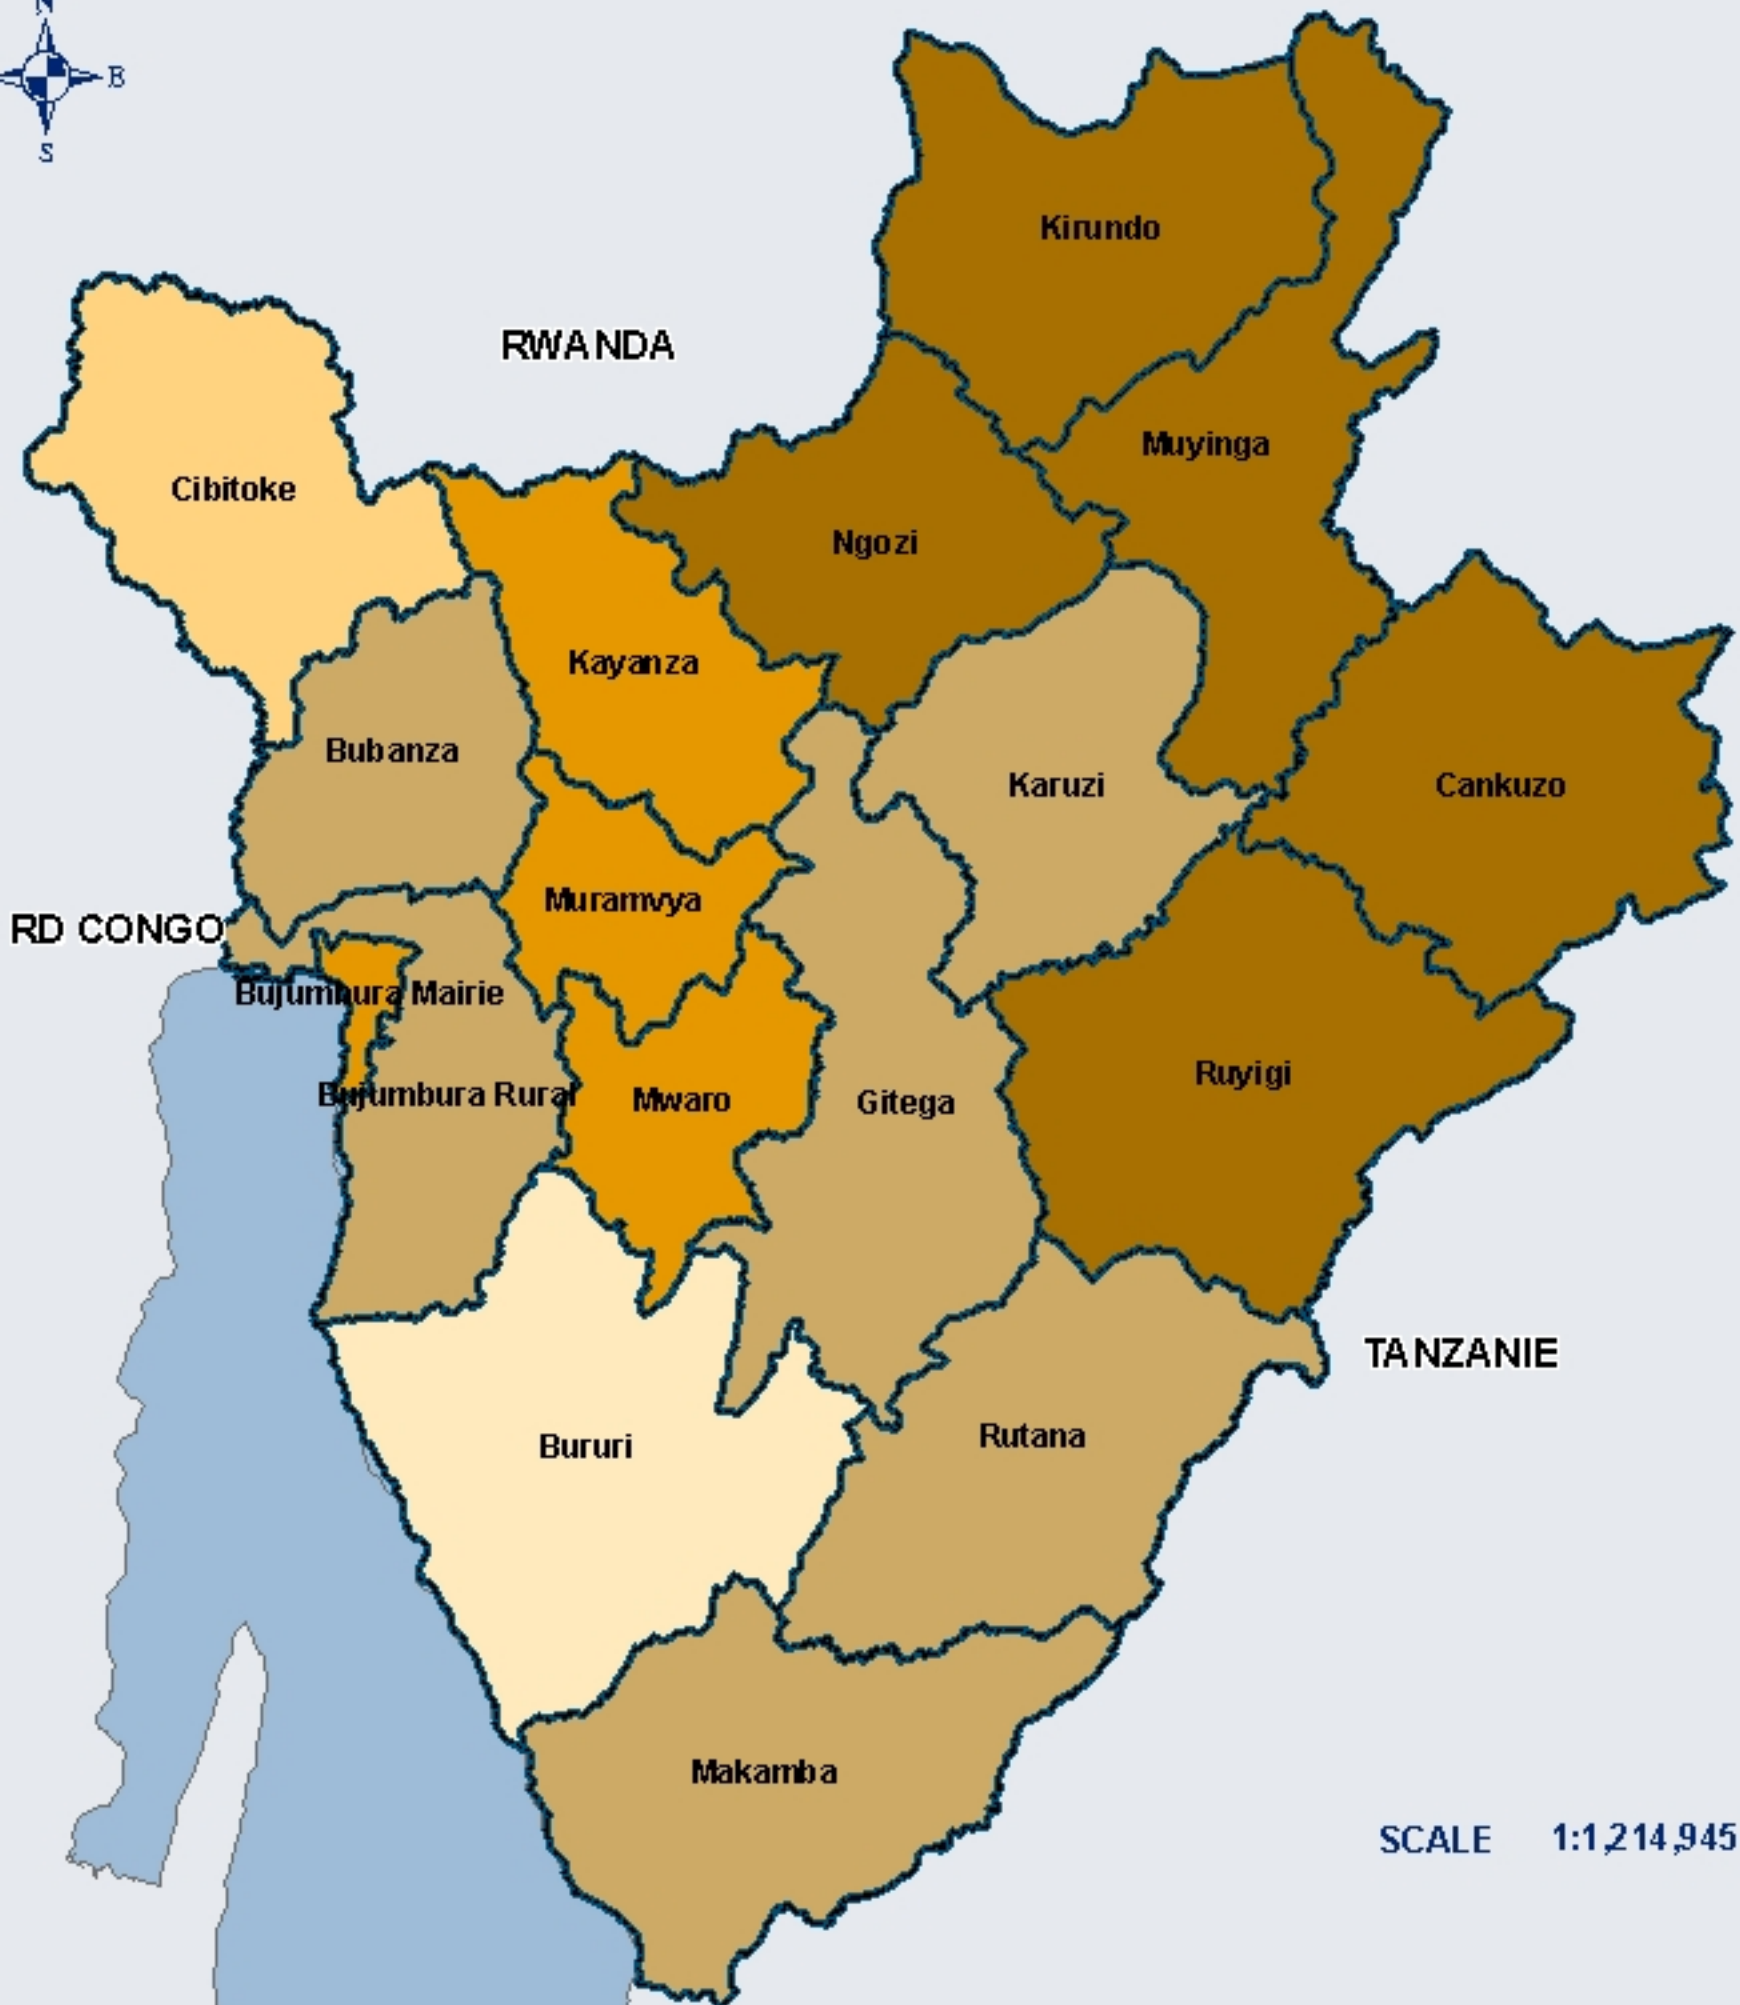 N
E
S
Kirundo
RWANDA
Muyinga
Cibitoke
Ngozi
Kayanza
Bubanza
Karuzi
Cankuzo
Muramvya
RD CONGO
Bujumbura Mairie
Ruyigi
Bujumbura Rural
Mwaro
Gitega
TANZANIE
Rutana
Bururi
Makamba
SCALE 1:1,214,945